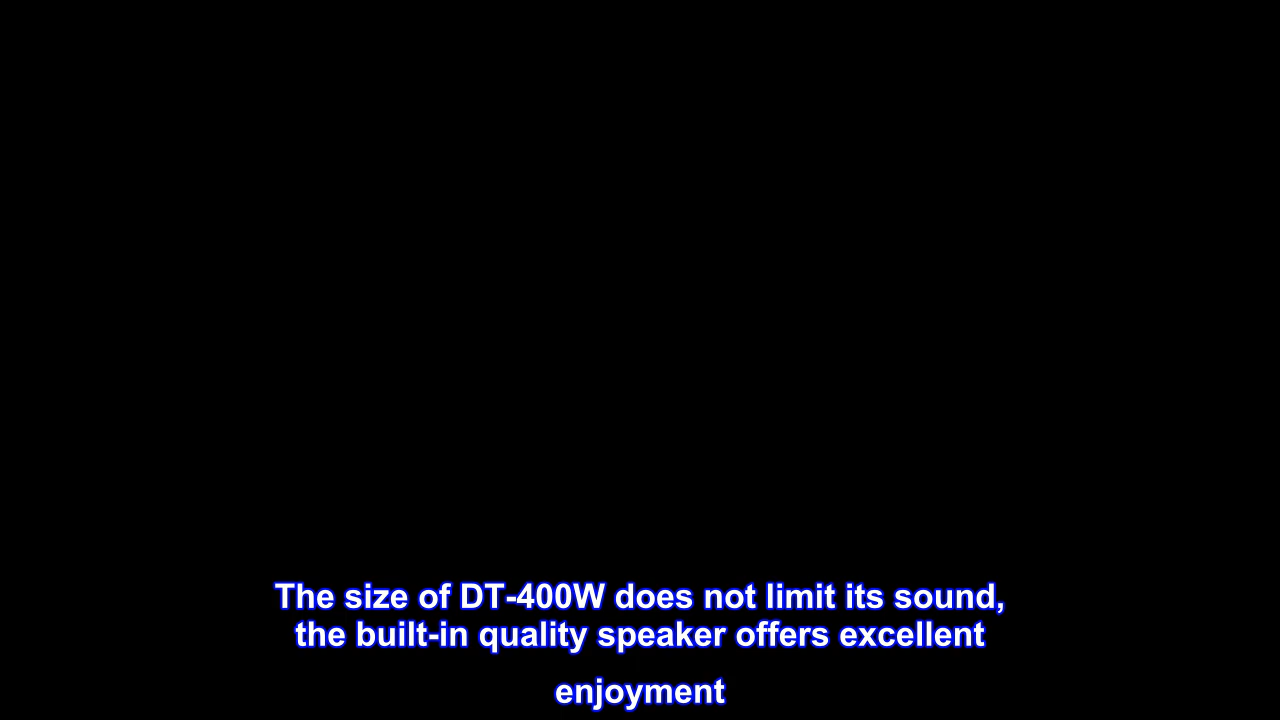 The size of DT-400W does not limit its sound,
the built-in quality speaker offers excellent
enjoyment